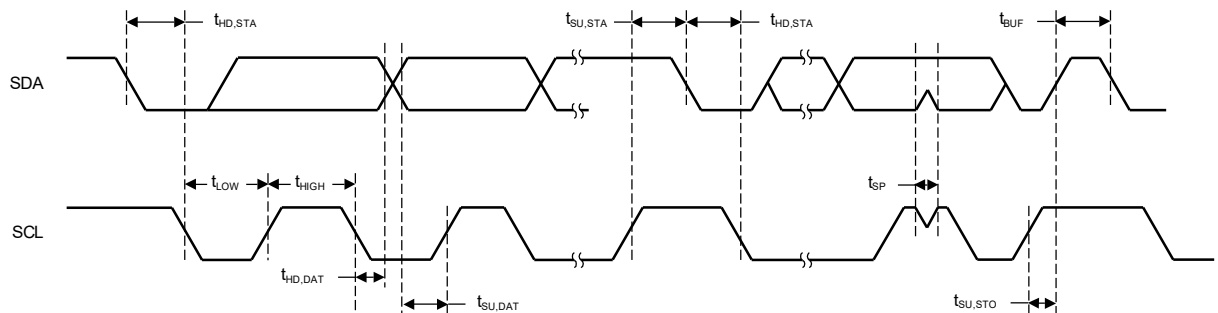 tHD,STA
tSU,STA
tHD,STA
tBUF
SDA
tLOW
tHIGH
tSP
SCL
tHD,DAT
tSU,DAT
tSU,STO